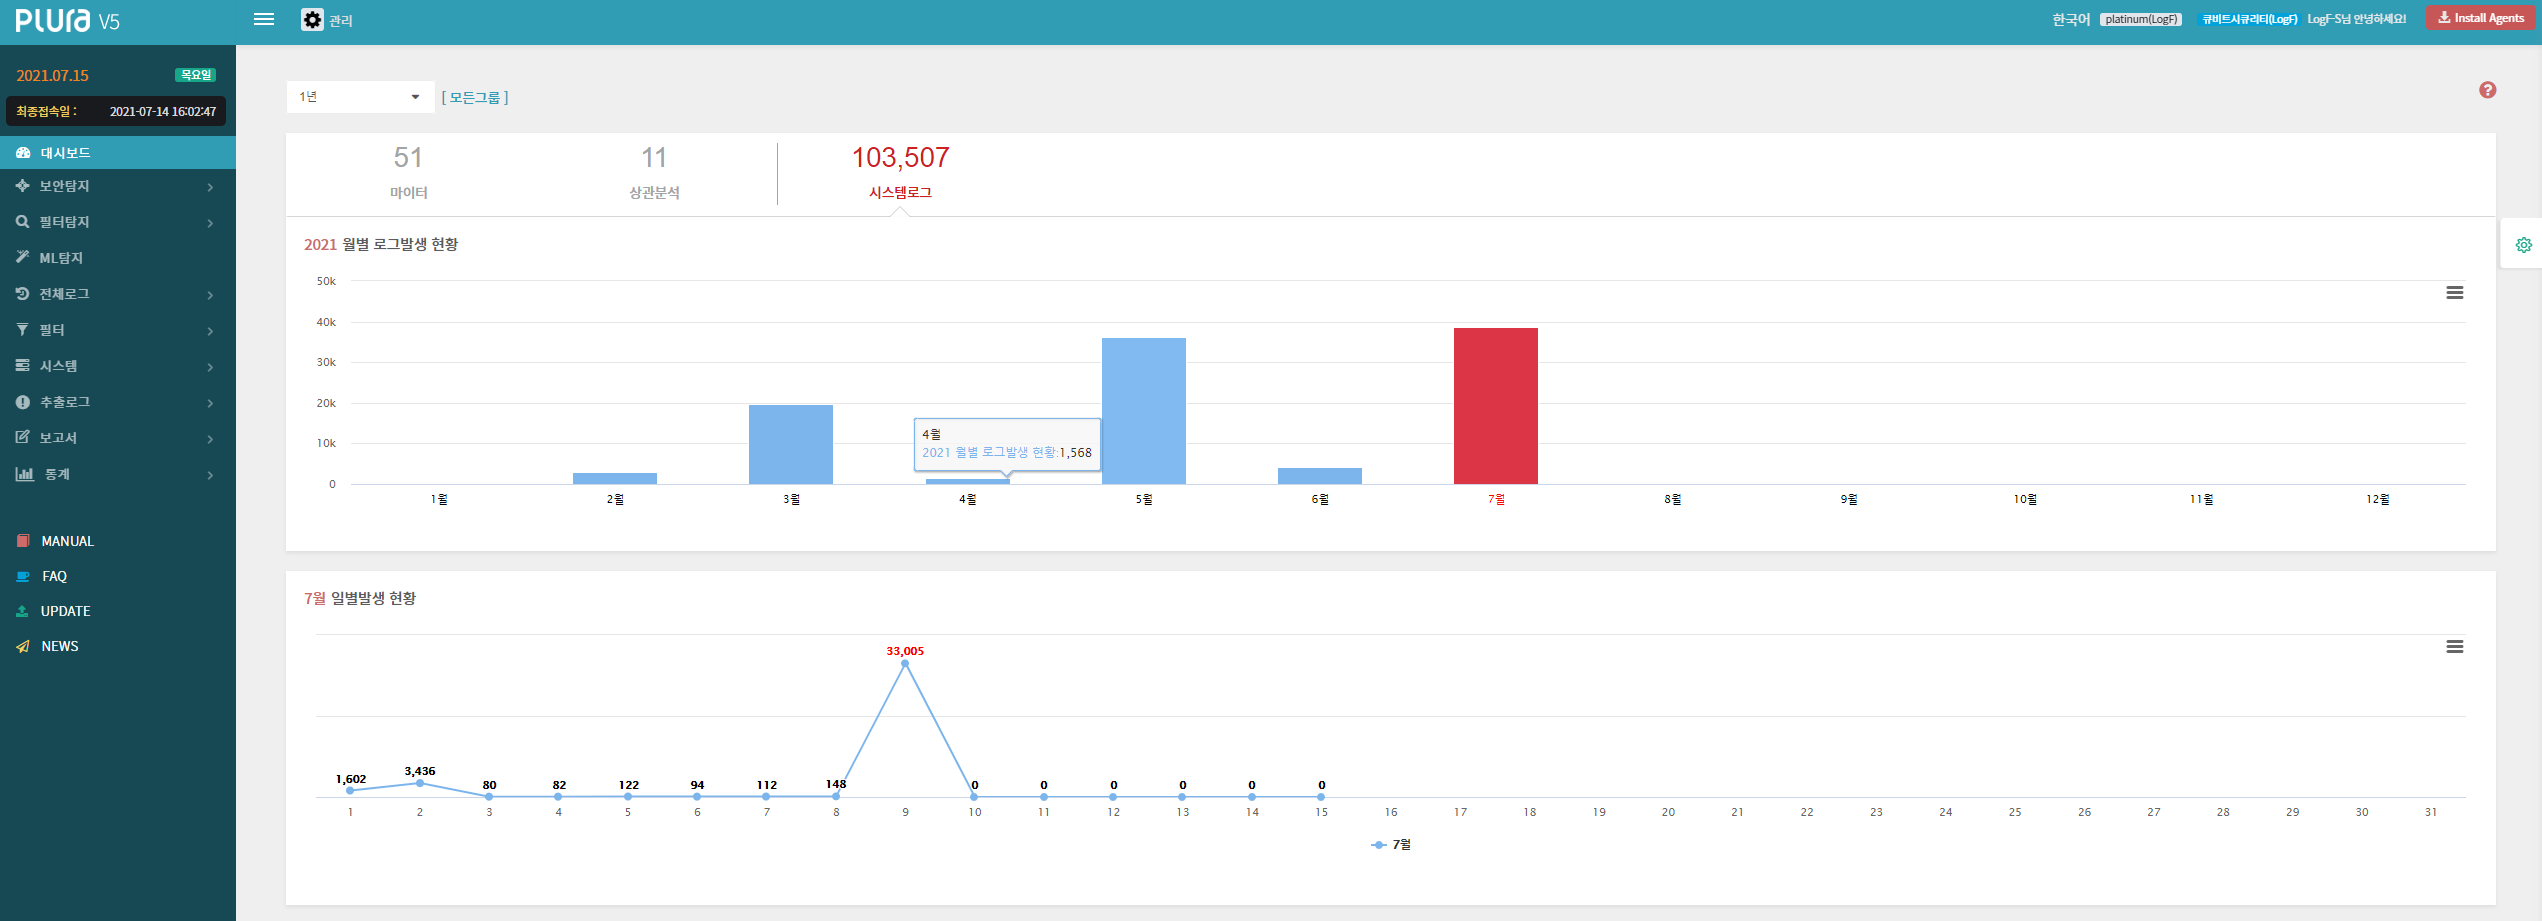 PLURA V5
관리
한국어 platinum(LogF) 큐비트시큐리티(LogF) LogF-S님 안녕하세요! Install Agents
2021.07.15 목요일
최종접속일 : 2021-07-14 16:02:47
대시보드
보안탐지
필터탐지
ML탐지
전체로그
필터
시스템
추출로그
보고서
통계
MANUAL
FAQ
UPDATE
NEWS
1년 [ 모든그룹 ]
51 11 103,507
마이터 상관분석 시스템로그
2021 월별 로그발생 현황
50k
40k
30k
20k
10k
0
4월
2021 월별 로그발생 현황:1,568
1월 2월 3월 4월 5월 6월 7월 8월 9월 10월 11월 12월
7월 일별발생 현황
33,005
1,602 3,436 80 82 122 94 112 148 0 0 0 0 0 0
1 2 3 4 5 6 7 8 9 10 11 12 13 14 15 16 17 18 19 20 21 22 23 24 25 26 27 28 29 30 31
7월